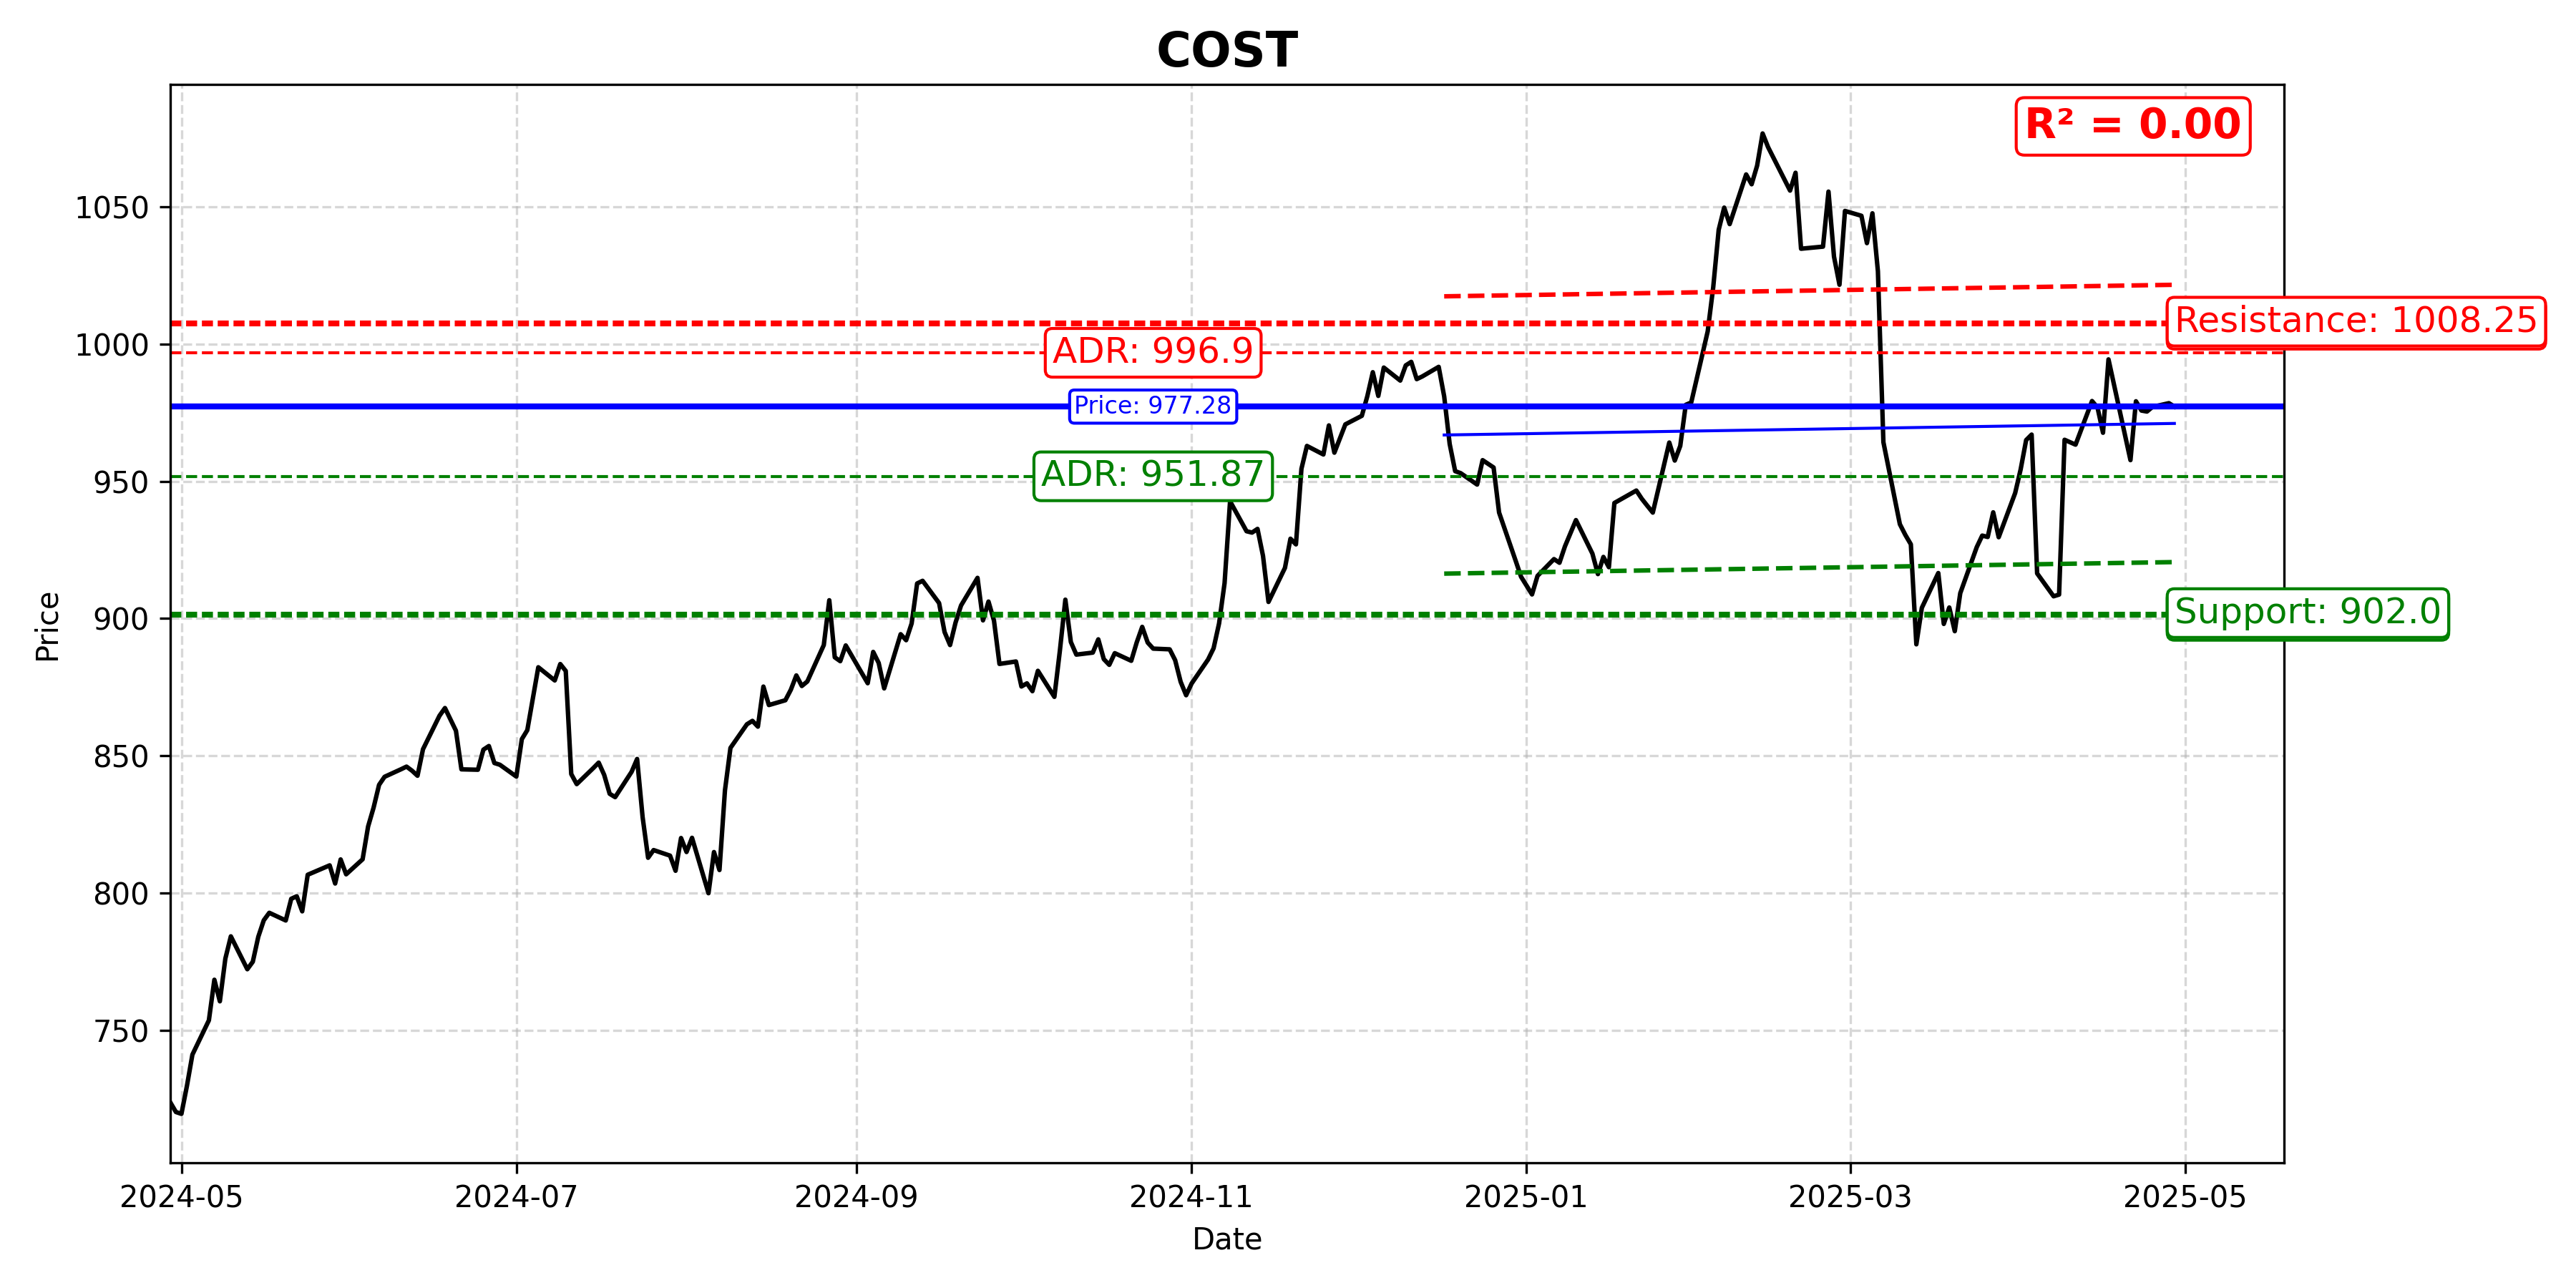 COST
R² = 0.00
1050
1000
950
900
850
800
750
Price
Resistance: 1008.25
ADR: 996.9
Price: 977.28
ADR: 951.87
Support: 902.0
2024-05
2024-07
2024-09
2024-11
2025-01
2025-03
2025-05
Date